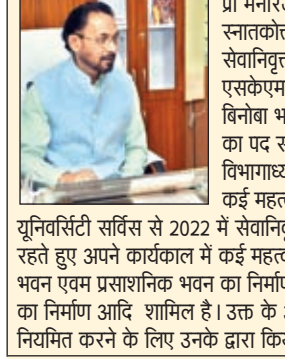 प्रो मनोरंज
स्नातकोत्त
सेवानिवृत्त
एसकेएम
बिनोबा भ
का पद स
विभागाध्य
कई महत्
यूनिवर्सिटी सर्विस से 2022 में सेवानिवृ
रहते हुए अपने कार्यकाल में कई महत्व
भवन एवम प्रसाशनिक भवन का निर्माण
का निर्माण आदि शामिल है। उक्त के अ
नियमित करने के लिए उनके द्वारा किय